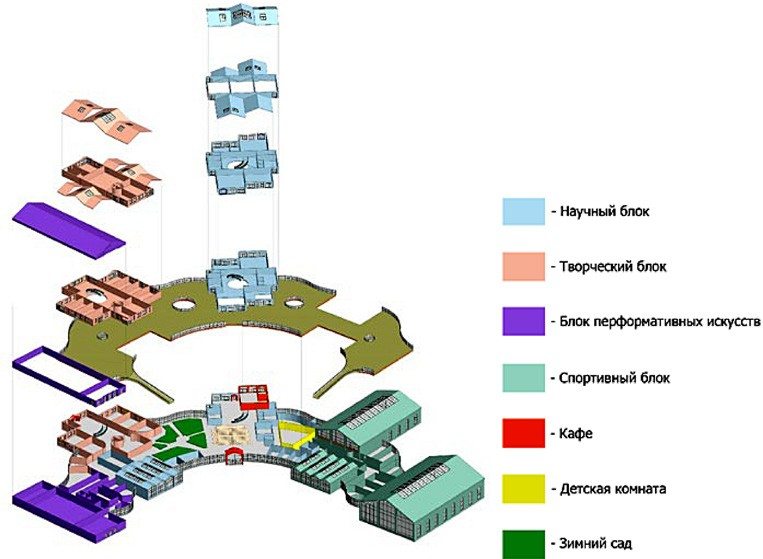 - Научный блок
- Творческий блок
- Блок перформативных искусств
- Спортивный блок
- Кафе
- Детская комната
- Зимний сад